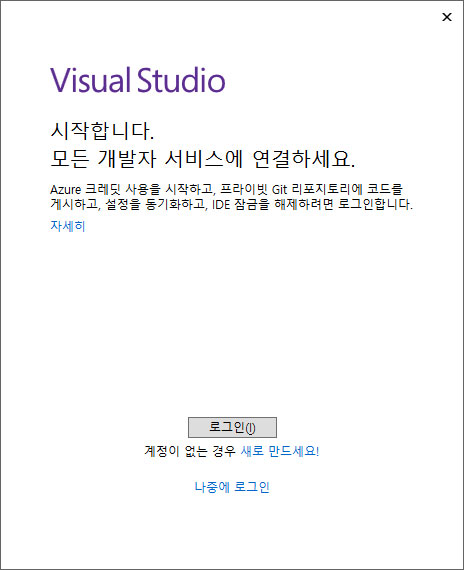 Visual Studio
시작합니다.
모든 개발자 서비스에 연결하세요.
Azure 크레딧 사용을 시작하고, 프라이빗 Git 리포지토리에 코드를
게시하고, 설정을 동기화하고, IDE 잠금을 해제하려면 로그인합니다.
자세히
로그인(I)
계정이 없는 경우 새로 만드세요!
나중에 로그인